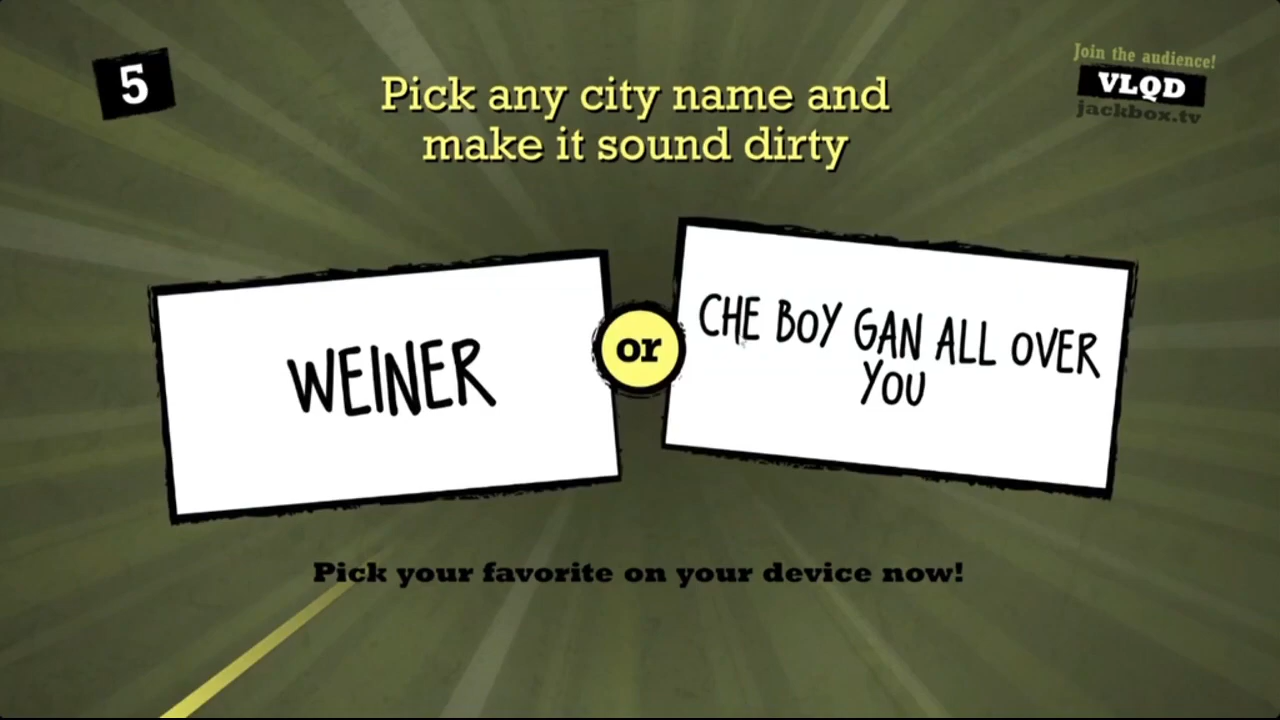 5
Join the audience!
VLQD
jackbox.tv
Pick any city name and
make it sound dirty
WEINER
or
CHE BOY GAN ALL OVER
YOU
Pick your favorite on your device now!